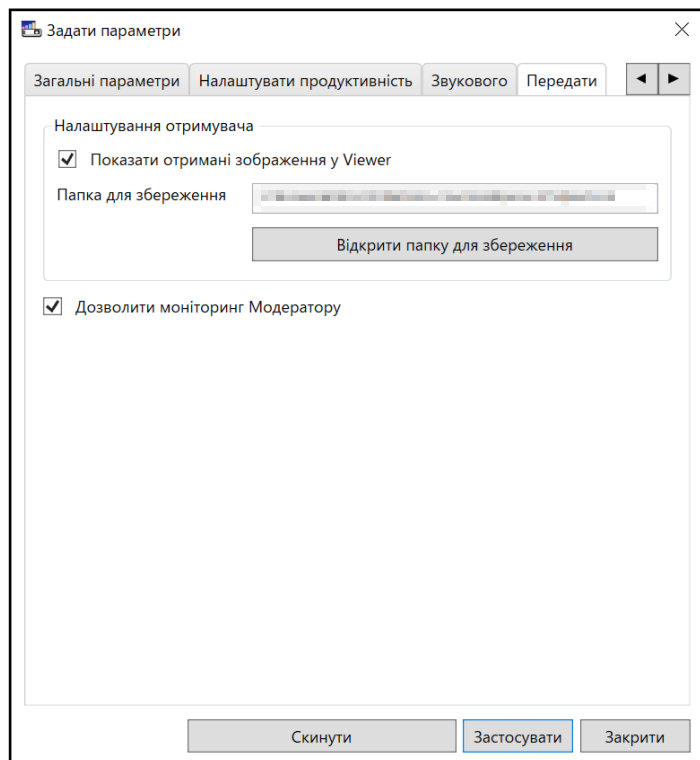 Задати параметри
Загальні параметри Налаштувати продуктивність Звукового Передати
Налаштування отримувача
Показати отримані зображення у Viewer
Папка для збереження
Відкрити папку для збереження
Дозволити моніторинг Модератору
Скинути Застосувати Закрити